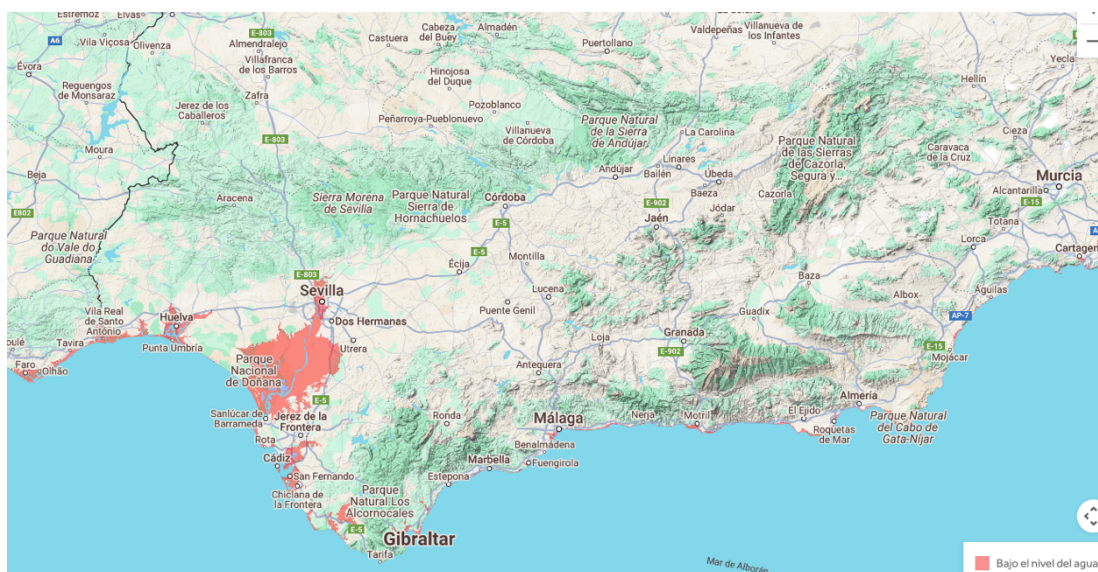 Estremoz
Elvas
A6
Vila Viçosa
Olivenza
Évora
Reguengos
de Monsaraz
Moura
Beja
E802
Parque Natural
do Vale do
Guadiana
E-803
Almendralejo
Villafranca
de los Barros
Zafra
Jerez de los
Caballeros
E-803
Aracena
Castuera
Cabeza
del Buey
Almadén
Hinojosa
del Duque
Pozoblanco
Peñarroya-Pueblonuevo
Villanueva
de Córdoba
Puertollano
Valdepeñas
Villanueva de
los Infantes
Parque Natural
de la Sierra
de Andújar
La Carolina
Linares
Andújar
Bailén
Úbeda
Baeza
Parque Natural
de las Sierras
de Cazorla,
Segura y...
Cazorla
Hellín
Yecla
Cieza
Caravaca
de la Cruz
Murcia
Alcantarilla
E-15
Totana
Lorca
Cartagen
Águilas
Sierra Morena
de Sevilla
Parque Natural
Sierra de
Hornachuelos
Córdoba
E-5
E-5
E-902
Jaén
Jódar
Écija
Montilla
Lucena
Puente Genil
Baza
Albox
Guadix
AP-7
E-803
Sevilla
Dos Hermanas
Utrera
Vila Real
de Santo
António
Huelva
Tavira
Punta Umbría
oulé
Faro
Olhão
Parque
Nacional
de Doñana
Loja
Granada
E-902
Antequera
E-15
Mojácar
Sanlúcar de
Barrameda
E-5
Jerez de la
Frontera
Rota
Ronda
Málaga
Nerja
Motril
El Ejido
Almería
Roquetas
de Mar
Parque Natural
del Cabo de
Gata-Níjar
Benalmádena
Cádiz
San Fernando
Chiclana de
la Frontera
Marbella
Fuengirola
Estepona
Parque
Natural Los
Alcornocales
E-5
Gibraltar
Tarifa
Mar de Alborán
Bajo el nivel del agua